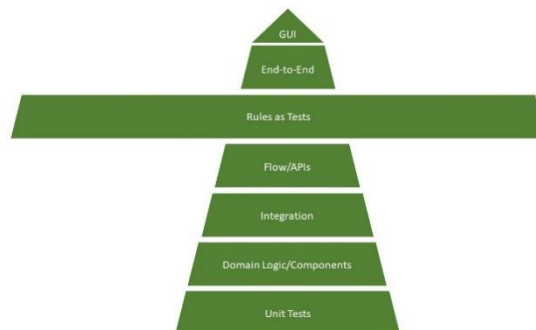 GUI
End-to-End
Rules as Tests
Flow/APIs
Integration
Domain Logic/Components
Unit Tests